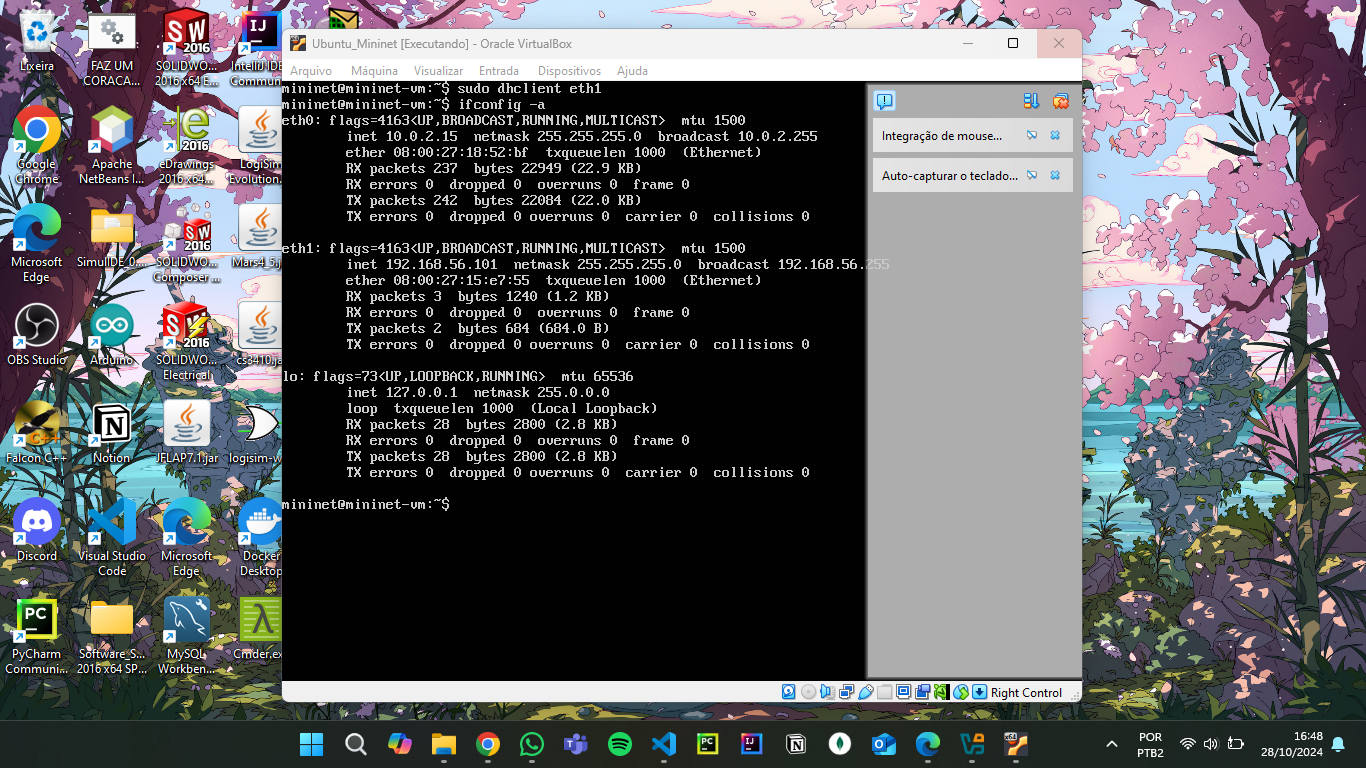 Ubuntu_Mininet [Executando] - Oracle VirtualBox
Arquivo Máquina Visualizar Entrada Dispositivos Ajuda
mininet@mininet-vm:~$ sudo dhclient eth1
mininet@mininet-vm:~$ ifconfig -a
eth0: flags=4163<UP,BROADCAST,RUNNING,MULTICAST> mtu 1500
inet 10.0.2.15 netmask 255.255.255.0 broadcast 10.0.2.255
ether 08:00:27:18:52:bf txqueuelen 1000 (Ethernet)
RX packets 237 bytes 22949 (22.9 KB)
RX errors 0 dropped 0 overruns 0 frame 0
TX packets 242 bytes 22084 (22.0 KB)
TX errors 0 dropped 0 overruns 0 carrier 0 collisions 0
eth1: flags=4163<UP,BROADCAST,RUNNING,MULTICAST> mtu 1500
inet 192.168.56.101 netmask 255.255.255.0 broadcast 192.168.56.255
ether 08:00:27:15:e7:55 txqueuelen 1000 (Ethernet)
RX packets 3 bytes 1240 (1.2 KB)
RX errors 0 dropped 0 overruns 0 frame 0
TX packets 2 bytes 684 (684.0 B)
TX errors 0 dropped 0 overruns 0 carrier 0 collisions 0
lo: flags=73<UP,LOOPBACK,RUNNING> mtu 65536
inet 127.0.0.1 netmask 255.0.0.0
loop txqueuelen 1000 (Local Loopback)
RX packets 28 bytes 2800 (2.8 KB)
RX errors 0 dropped 0 overruns 0 frame 0
TX packets 28 bytes 2800 (2.8 KB)
TX errors 0 dropped 0 overruns 0 carrier 0 collisions 0
mininet@mininet-vm:~$
Integração de mouse...
Auto-capturar o teclado...
Right Control
Lixeira
FAZ UM
CORACA...
SOLIDWO...
2016 x64 E...
IntelliJ IDE
Commun
Google
Chrome
Apache
NetBeans I...
eDrawings
2016 x64...
LogiSim
Evolution
Microsoft
Edge
SimulIDE_0...
SOLIDWO...
Composer ...
Mars4_5.j
OBS Studio
Arduino
SOLIDWO...
Electrical
cs3410.ja
Falcon C++
Notion
JFLAP7.1.jar
logisim-w
Discord
Visual Studio
Code
Microsoft
Edge
Docker
Desktop
PyCharm
Communi...
Software_S...
2016 x64 SP...
MySQL
Workben...
Cmder.ex
POR
PTB2
16:48
28/10/2024